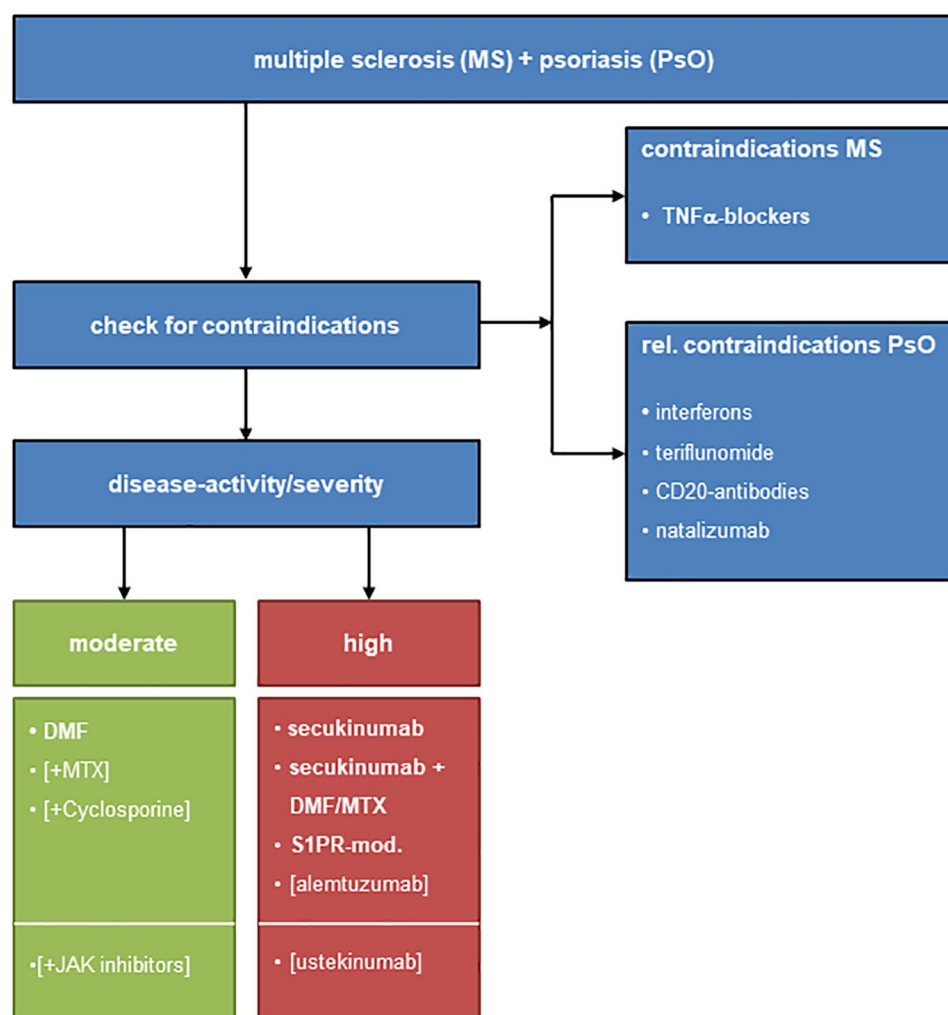 multiple sclerosis (MS) + psoriasis (PsO)
contraindications MS
• TNFα-blockers
check for contraindications
rel. contraindications PsO
• interferons
• teriflunomide
• CD20-antibodies
• natalizumab
disease-activity/severity
moderate
• DMF
• [+MTX]
• [+Cyclosporine]
•[+JAK inhibitors]
high
• secukinumab
• secukinumab +
DMF/MTX
• S1PR-mod.
• [alemtuzumab]
• [ustekinumab]